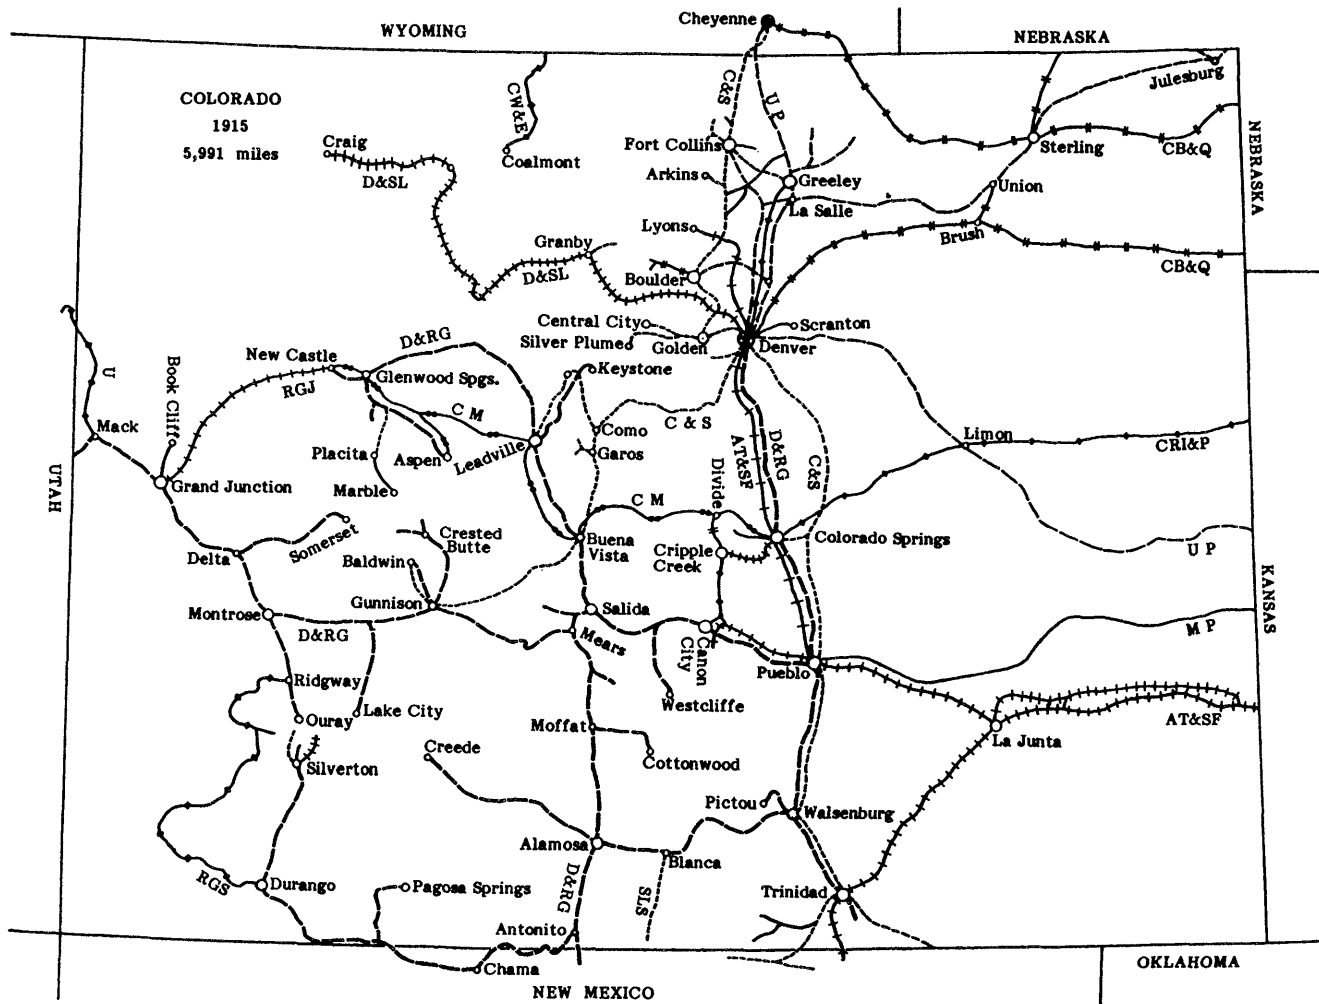 Cheyenne
WYOMING
NEBRASKA
Julesburg
COLORADO
1915
5,991 miles
CW&E
C&S
U P
NEBRASKA
Craig
Coalmont
Fort Collins
Sterling
CB&Q
D&SL
Arkins
Greeley
Union
La Salle
Lyons
Granby
Brush
D&SL
Boulder
CB&Q
Central City
Scranton
Silver Plume
Golden
Denver
D&RG
New Castle
Keystone
Book Cliff
U
RGJ
Glenwood Spgs.
C M
C & S
Mack
Como
Limon
CRI&P
Placita
Aspen
Leadville
Garos
AT&SF
D&RG
C&S
UTAH
Grand Junction
Marble
C M
Divide
Somerset
Crested
Butte
Buena
Vista
Colorado Springs
Delta
Baldwin
Cripple
Creek
U P
KANSAS
Montrose
Gunnison
Salida
D&RG
Mears
Canon
City
M P
Ridgway
Pueblo
Westcliffe
Ouray
Lake City
Moffat
AT&SF
La Junta
Creede
Silverton
Cottonwood
Pictou
Walsenburg
Alamosa
Blanca
RGS
Durango
Pagosa Springs
D&RG
SLS
Trinidad
Antonito
Chama
OKLAHOMA
NEW MEXICO